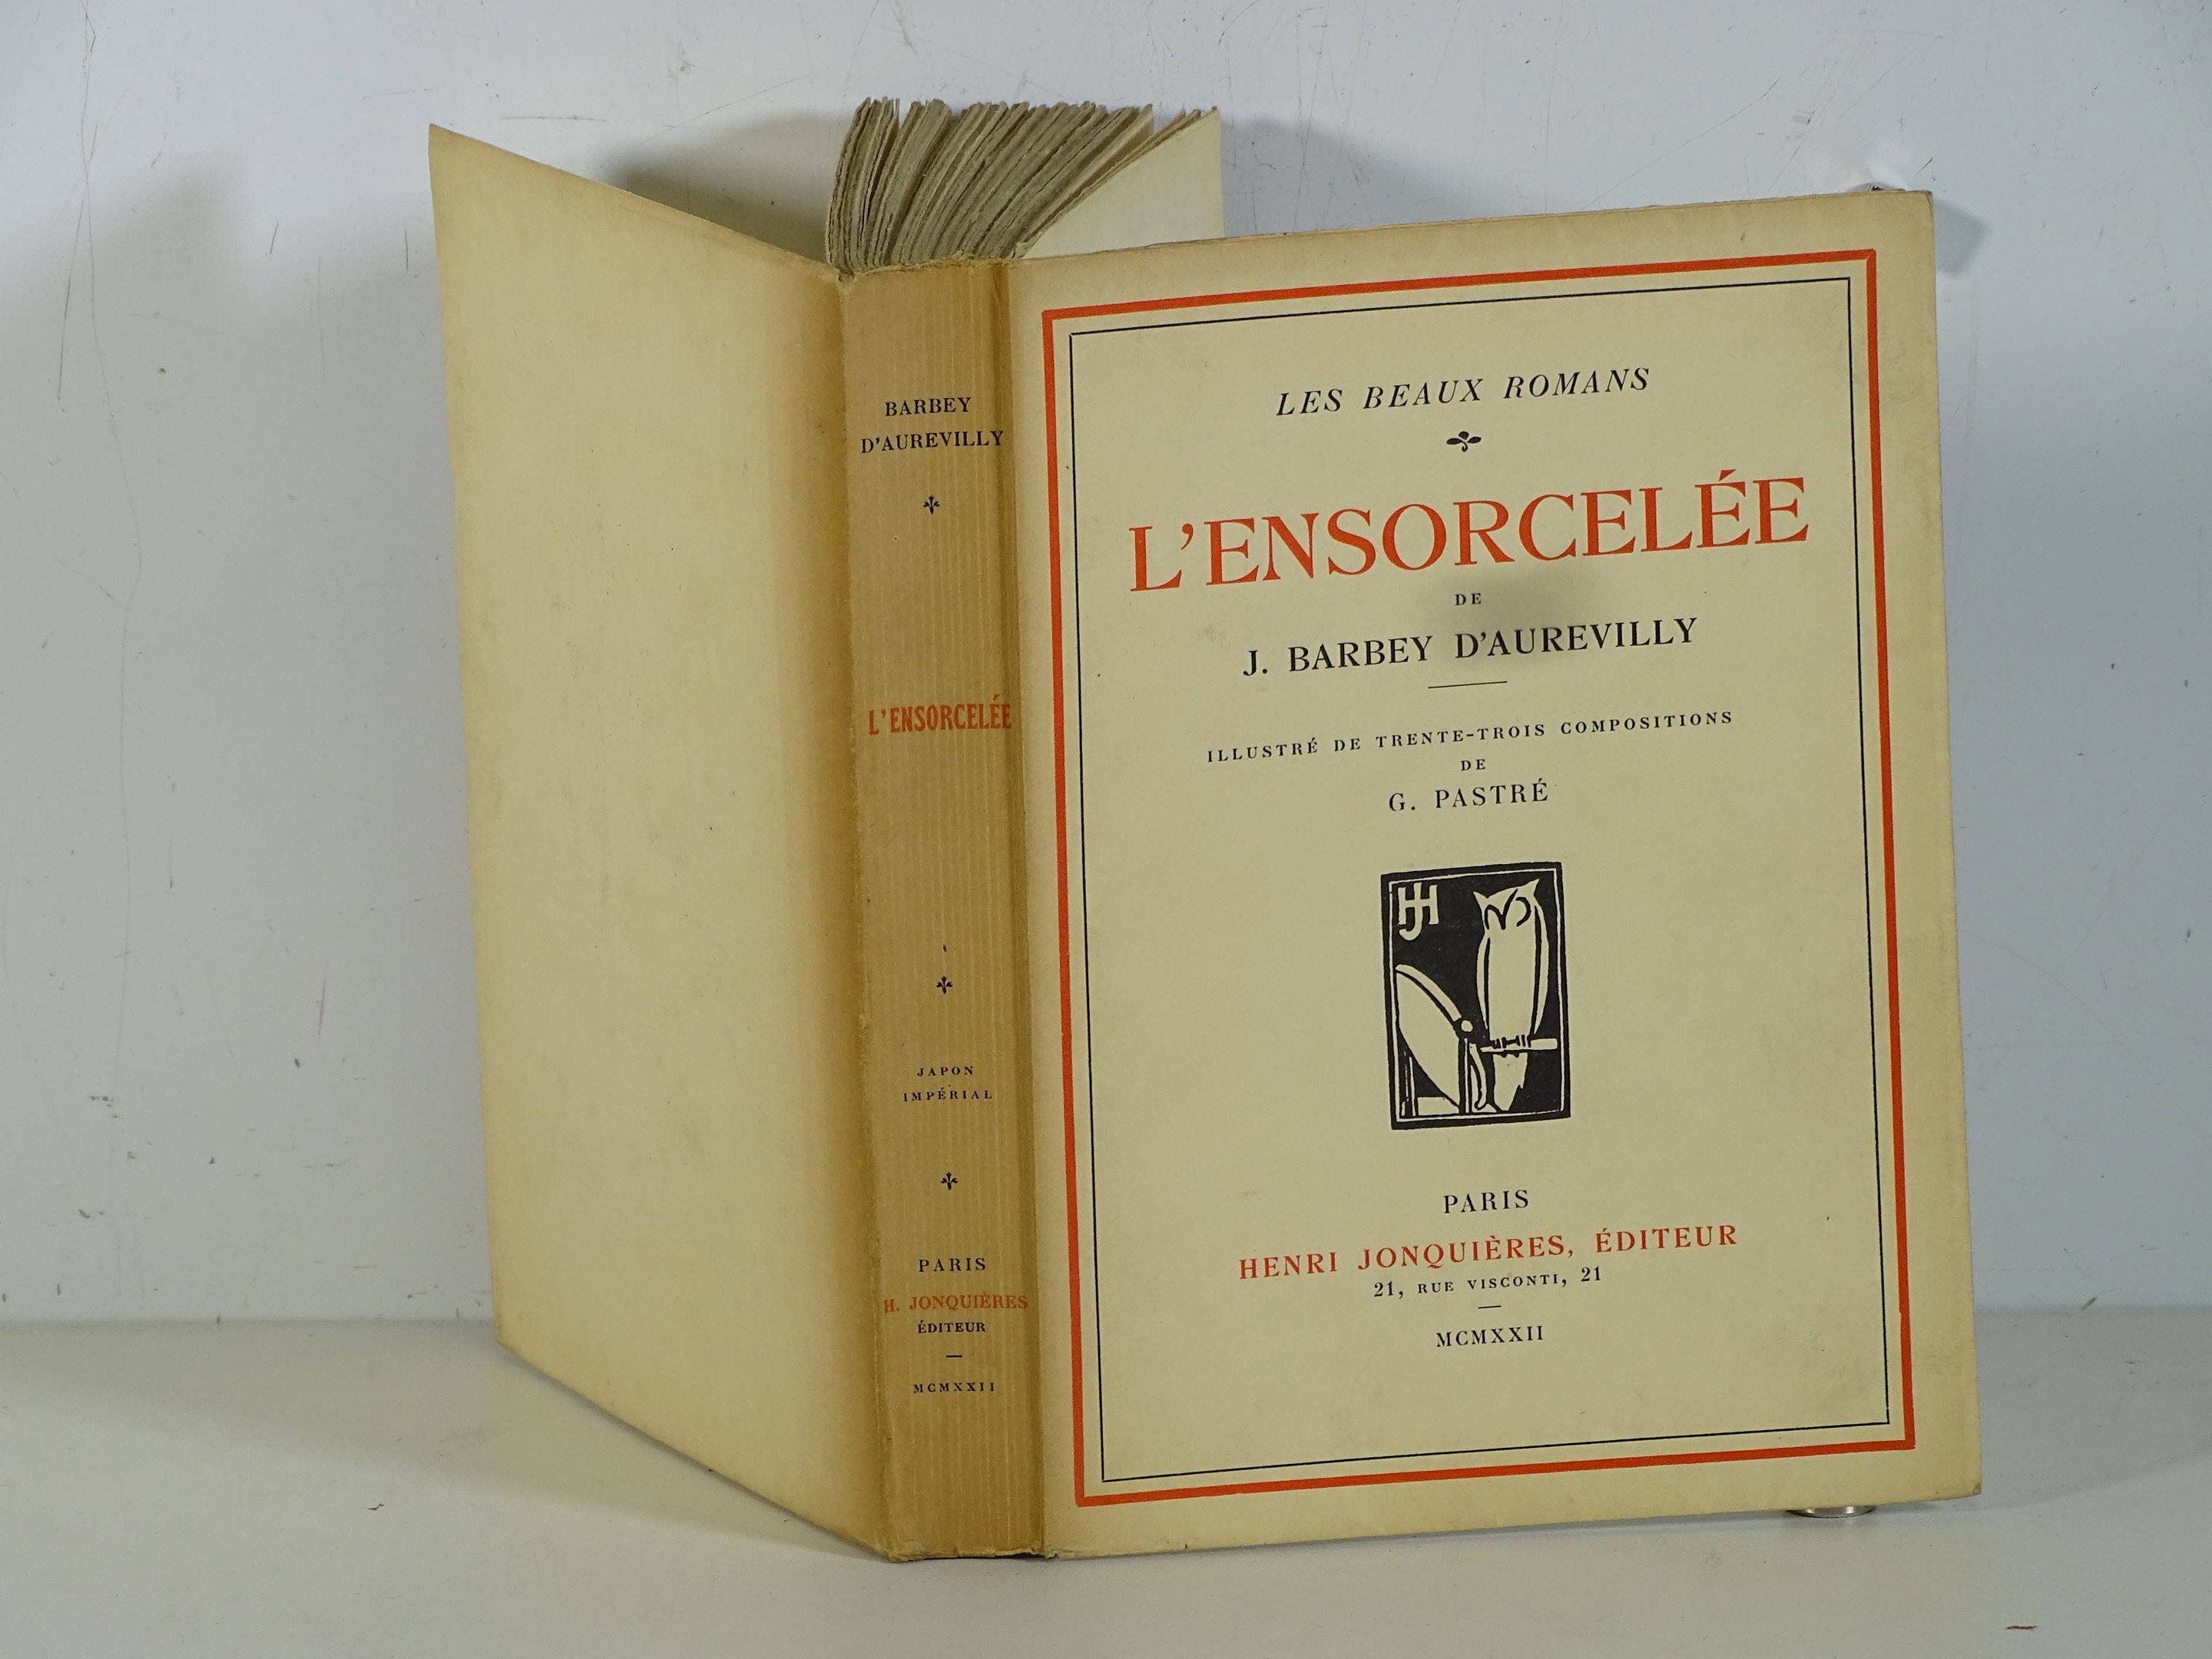 BARBEY
D'AUREVILLY
L'ENSORCELÉE
JAPON
IMPÉRIAL
PARIS
H. JONQUIÈRES
ÉDITEUR
MCMXXII
LES BEAUX ROMANS
L'ENSORCELÉE
DE
J. BARBEY D'AUREVILLY
ILLUSTRÉ DE TRENTE-TROIS COMPOSITIONS
DE
G. PASTRÉ
HJ
PARIS
HENRI JONQUIÈRES, ÉDITEUR
21, RUE VISCONTI, 21
MCMXXII